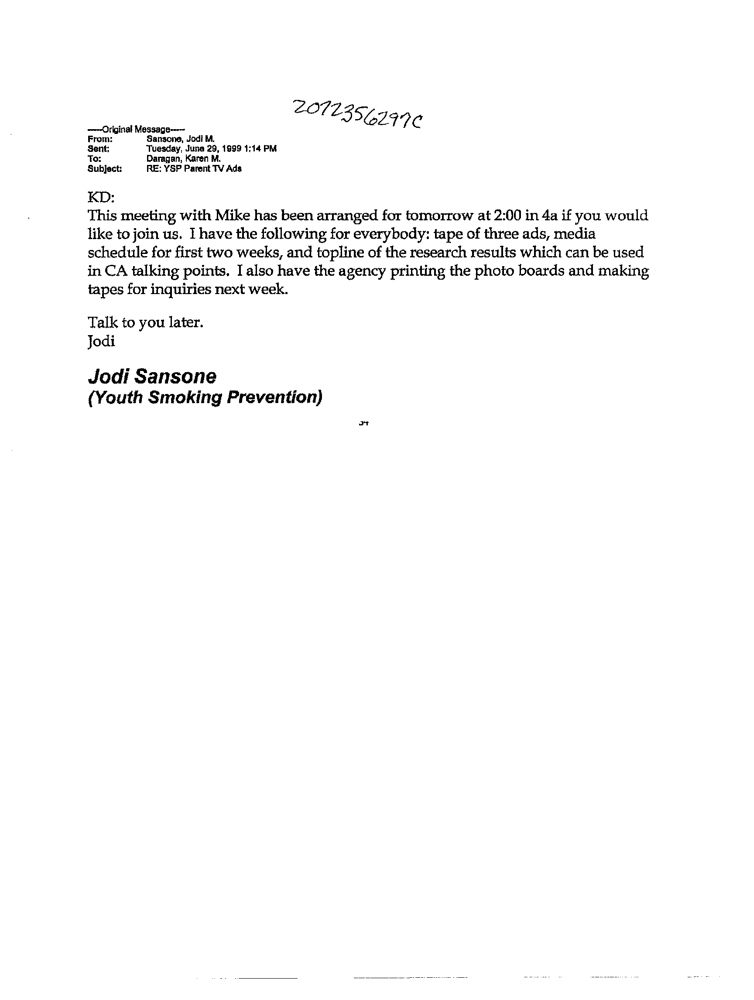 2072356297C
-----Original Message-----
From: Sansone, Jodi M.
Sent: Tuesday, June 29, 1999 1:14 PM
To: Daragan, Karen M.
Subject: RE: YSP Parent TV Ads
KD:
This meeting with Mike has been arranged for tomorrow at 2:00 in 4a if you would
like to join us. I have the following for everybody: tape of three ads, media
schedule for first two weeks, and topline of the research results which can be used
in CA talking points. I also have the agency printing the photo boards and making
tapes for inquiries next week.
Talk to you later.
Jodi
Jodi Sansone
(Youth Smoking Prevention)